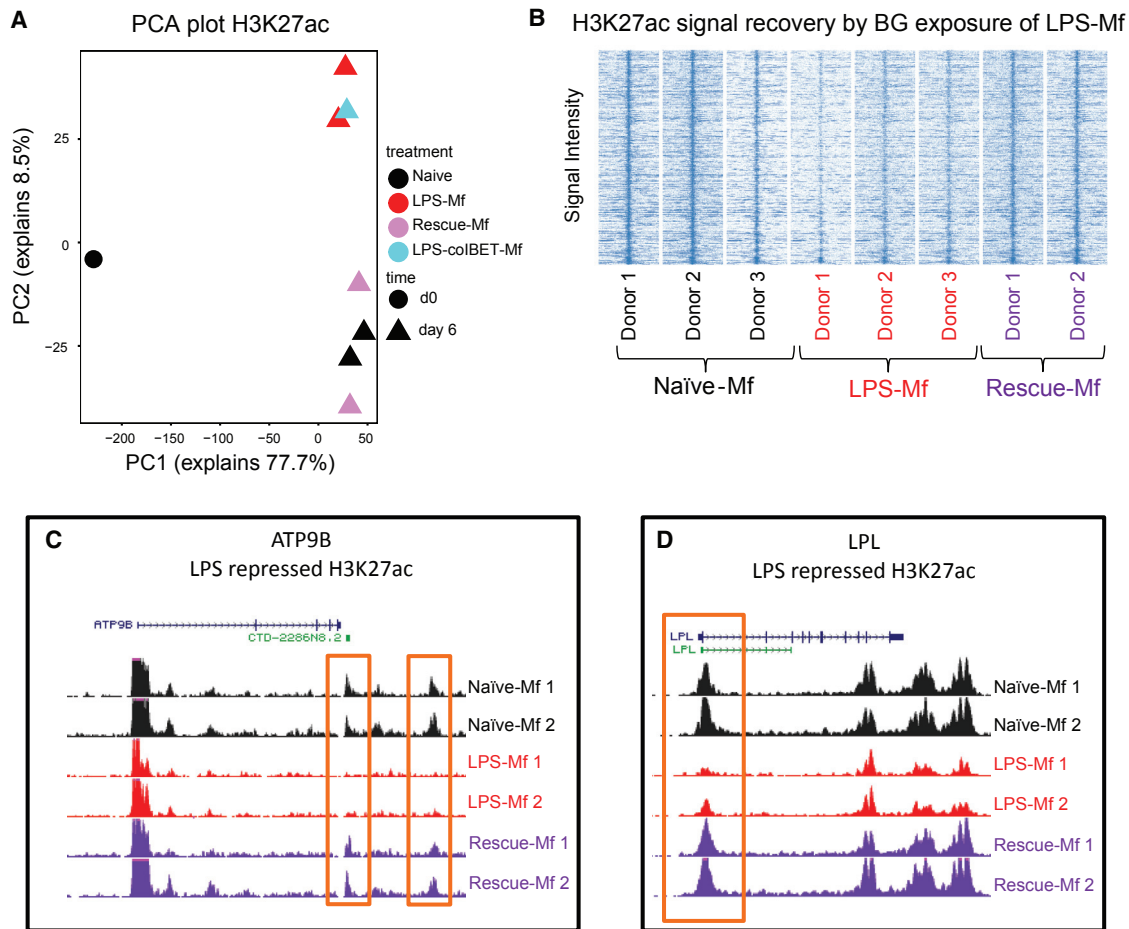 A
PCA plot H3K27ac
PC2 (explains 8.5%)
25
0
−25
−200
−150
−100
−50
0
50
PC1 (explains 77.7%)
treatment
Naive
LPS-Mf
Rescue-Mf
LPS-coIBET-Mf
time
d0
day 6
B
H3K27ac signal recovery by BG exposure of LPS-Mf
Signal Intensity
Donor 1
Donor 2
Donor 3
Donor 1
Donor 2
Donor 3
Donor 1
Donor 2
Naïve-Mf
LPS-Mf
Rescue-Mf
C
ATP9B
LPS repressed H3K27ac
ATP9B
CTD-2286N8.2
Naïve-Mf 1
Naïve-Mf 2
LPS-Mf 1
LPS-Mf 2
Rescue-Mf 1
Rescue-Mf 2
D
LPL
LPS repressed H3K27ac
LPL
LPL
Naïve-Mf 1
Naïve-Mf 2
LPS-Mf 1
LPS-Mf 2
Rescue-Mf 1
Rescue-Mf 2